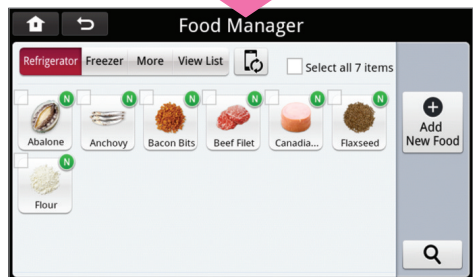 Food Manager
Refrigerator Freezer More View List Select all 7 items
N N N N N N
Abalone Anchovy Bacon Bits Beef Filet Canadia... Flaxseed
Add
New Food
N
Flour